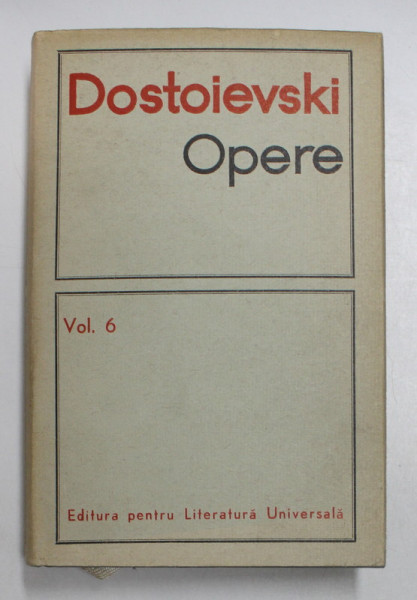 Dostoievski
Opere
Vol. 6
Editura pentru Literatură Universală